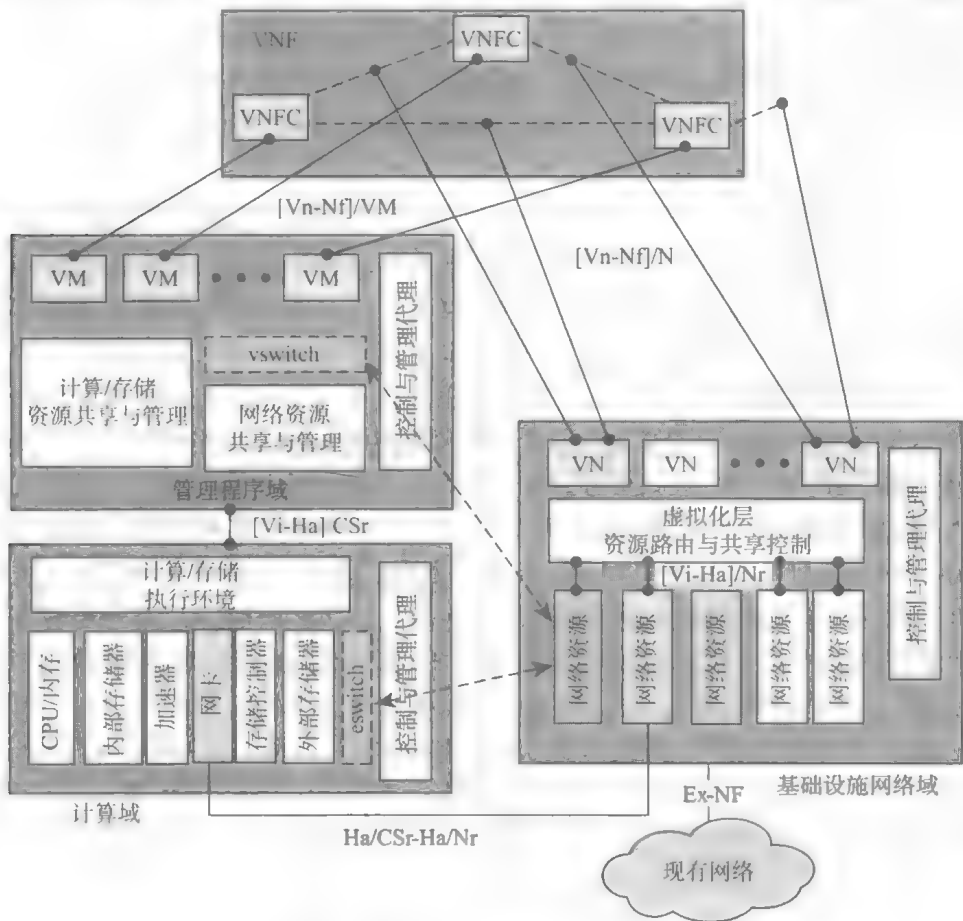 VNF
VNFC
VNFC
VNFC
[Vn-Nf]/VM
[Vn-Nf]/N
VM
VM
VM
控制与管理代理
vswitch
计算/存储
资源共享与管理
网络资源
共享与管理
管理程序域
[Vi-Ha] CSr
计算/存储
执行环境
CPU/内存
内部存储器
加速器
网卡
存储控制器
外部存储器
eswitch
控制与管理代理
计算域
VN
VN
VN
虚拟化层
资源路由与共享控制
[Vi-Ha]/Nr
网络资源
网络资源
网络资源
网络资源
网络资源
控制与管理代理
基础设施网络域
Ex-NF
Ha/CSr-Ha/Nr
现有网络